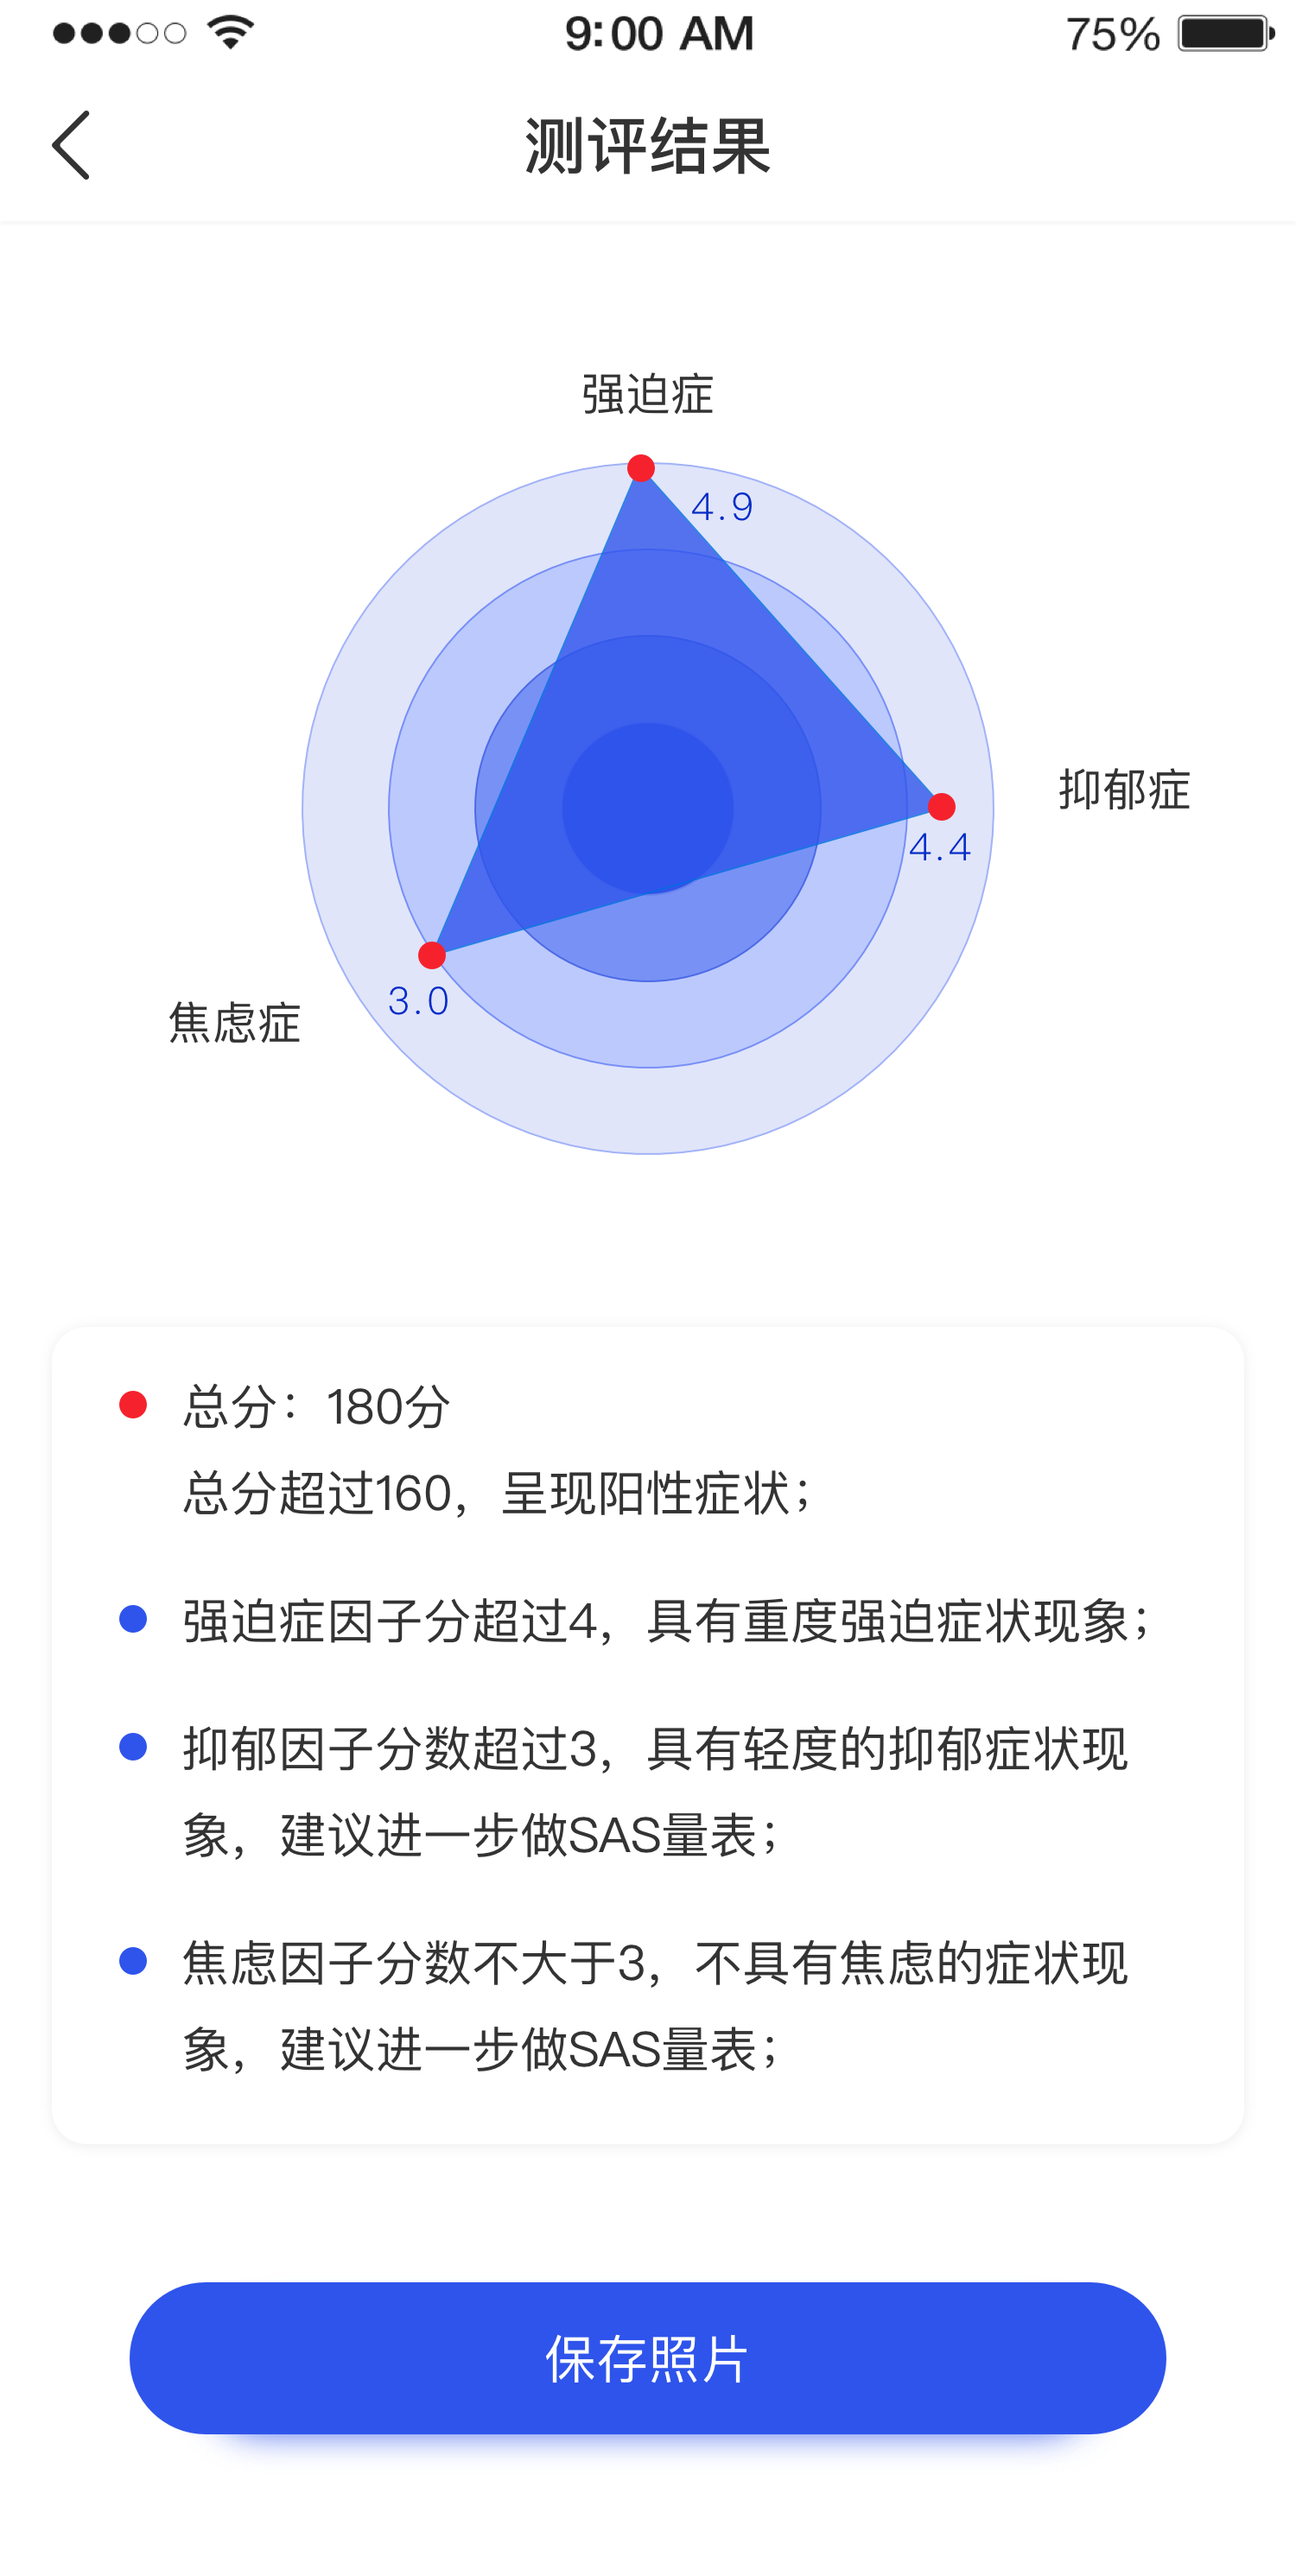 9:00 AM
75%
测评结果
强迫症
4.9
抑郁症
4.4
3.0
焦虑症
总分：180分
总分超过160，呈现阳性症状；
强迫症因子分超过4，具有重度强迫症状现象；
抑郁因子分数超过3，具有轻度的抑郁症状现
象，建议进一步做SAS量表；
焦虑因子分数不大于3，不具有焦虑的症状现
象，建议进一步做SAS量表；
保存照片